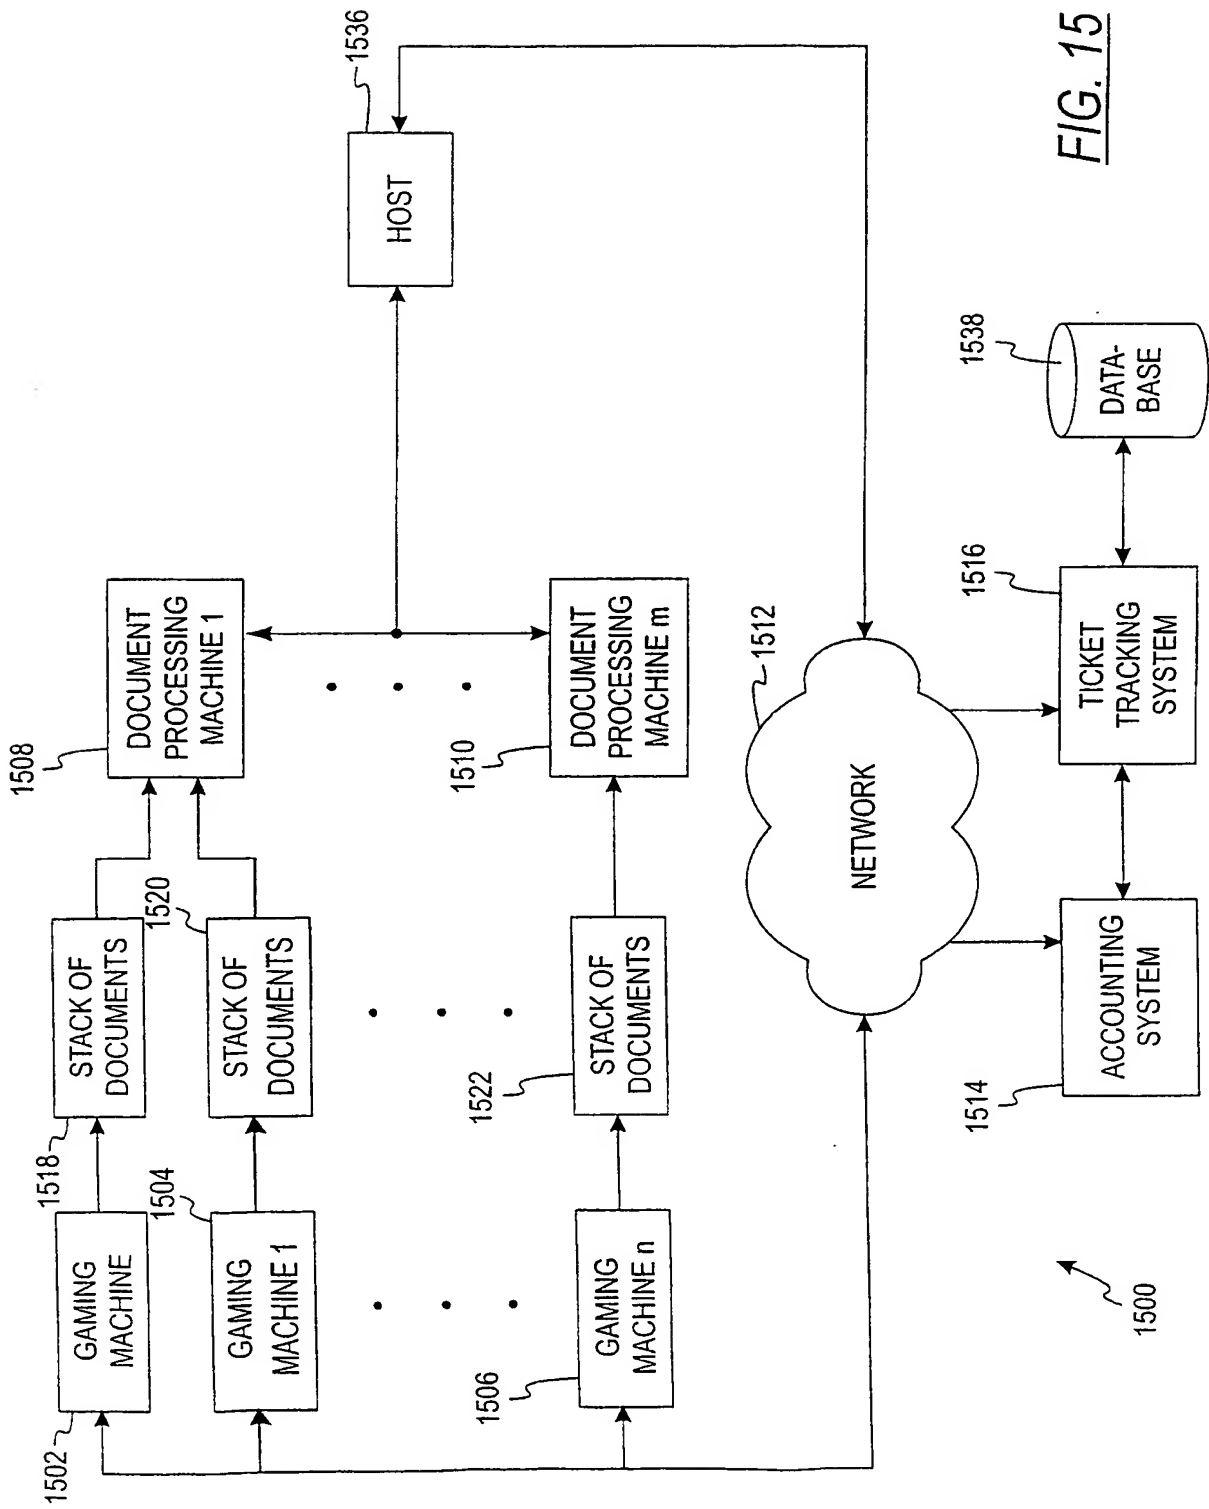 1502
GAMING
MACHINE
1518
STACK OF
DOCUMENTS
1508
DOCUMENT
PROCESSING
MACHINE 1
1504
GAMING
MACHINE 1
1520
STACK OF
DOCUMENTS
1536
HOST
1506
GAMING
MACHINE n
1522
STACK OF
DOCUMENTS
1510
DOCUMENT
PROCESSING
MACHINE m
1512
NETWORK
1514
ACCOUNTING
SYSTEM
1516
TICKET
TRACKING
SYSTEM
1538
DATA-
BASE
1500
FIG. 15